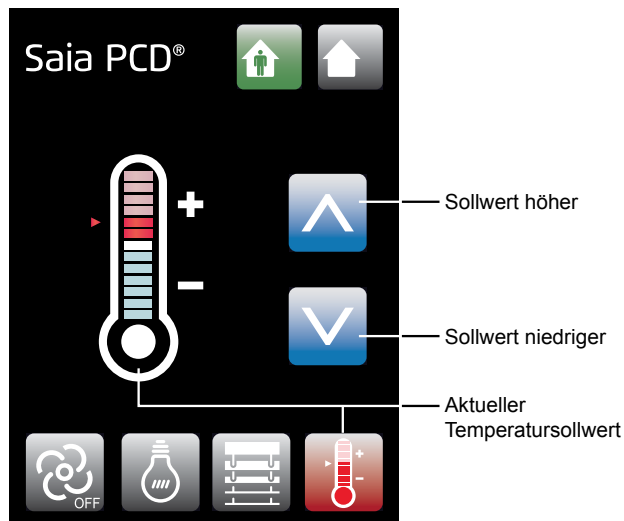 Saia PCD®
Sollwert höher
Sollwert niedriger
Aktueller
Temperatursollwert
OFF